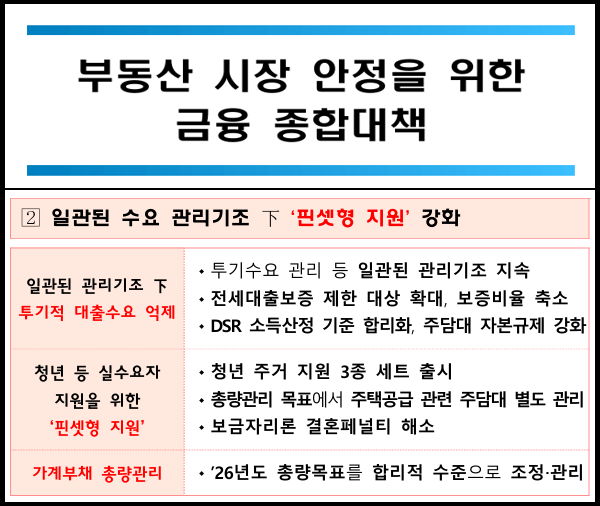 부동산 시장 안정을 위한
금융 종합대책
2 일관된 수요 관리기조 下 ‘핀셋형 지원’ 강화
일관된 관리기조 下
투기적 대출수요 억제
• 투기수요 관리 등 일관된 관리기조 지속
• 전세대출보증 제한 대상 확대, 보증비율 축소
• DSR 소득산정 기준 합리화, 주담대 자본규제 강화
청년 등 실수요자
지원을 위한
‘핀셋형 지원’
• 청년 주거 지원 3종 세트 출시
• 총량관리 목표에서 주택공급 관련 주담대 별도 관리
• 보금자리론 결혼페널티 해소
가계부채 총량관리
• ’26년도 총량목표를 합리적 수준으로 조정·관리